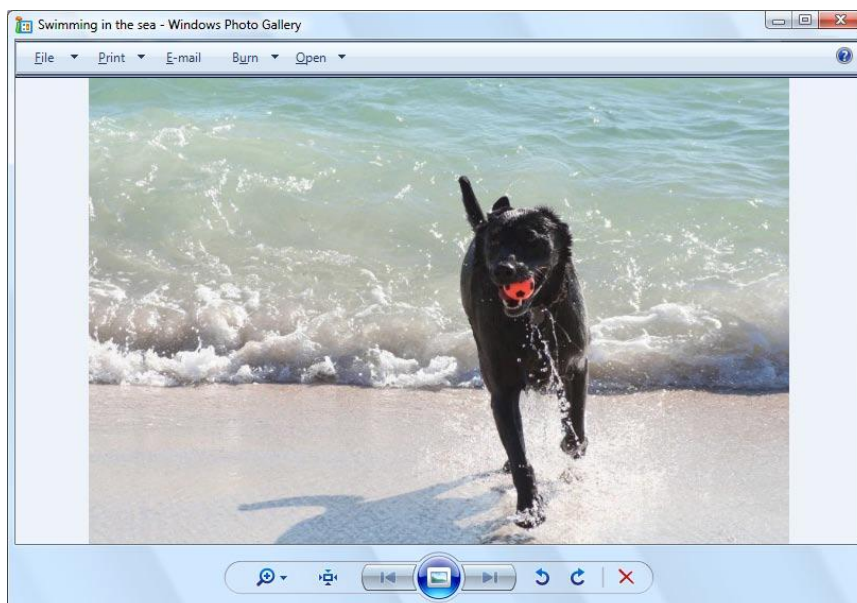 Swimming in the sea - Windows Photo Gallery
File Print E-mail Burn Open